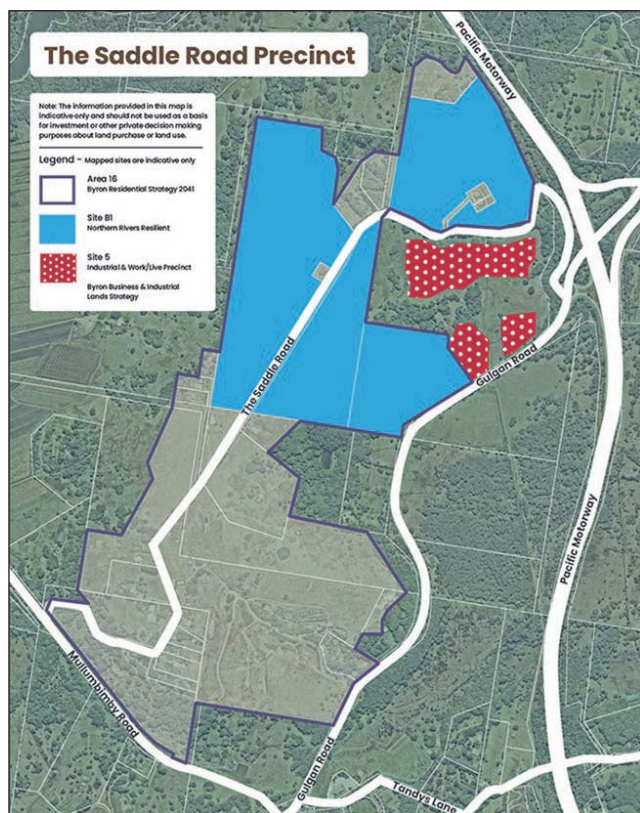 The Saddle Road Precinct
Note: The information provided in this map is
indicative only and should not be used as a basis
for investment or other private decision making
purposes about land purchase or land use.
Legend - Mapped sites are indicative only
Area 16
Byron Residential Strategy 2041
Site B1
Northern Rivers Resilient
Site 5
Industrial & Work/Live Precinct
Byron Business & Industrial
Lands Strategy
Pacific Motorway
The Saddle Road
Gulgan Road
Pacific Motorway
Mullumbimby Road
Gulgan Road
Tandys Lane